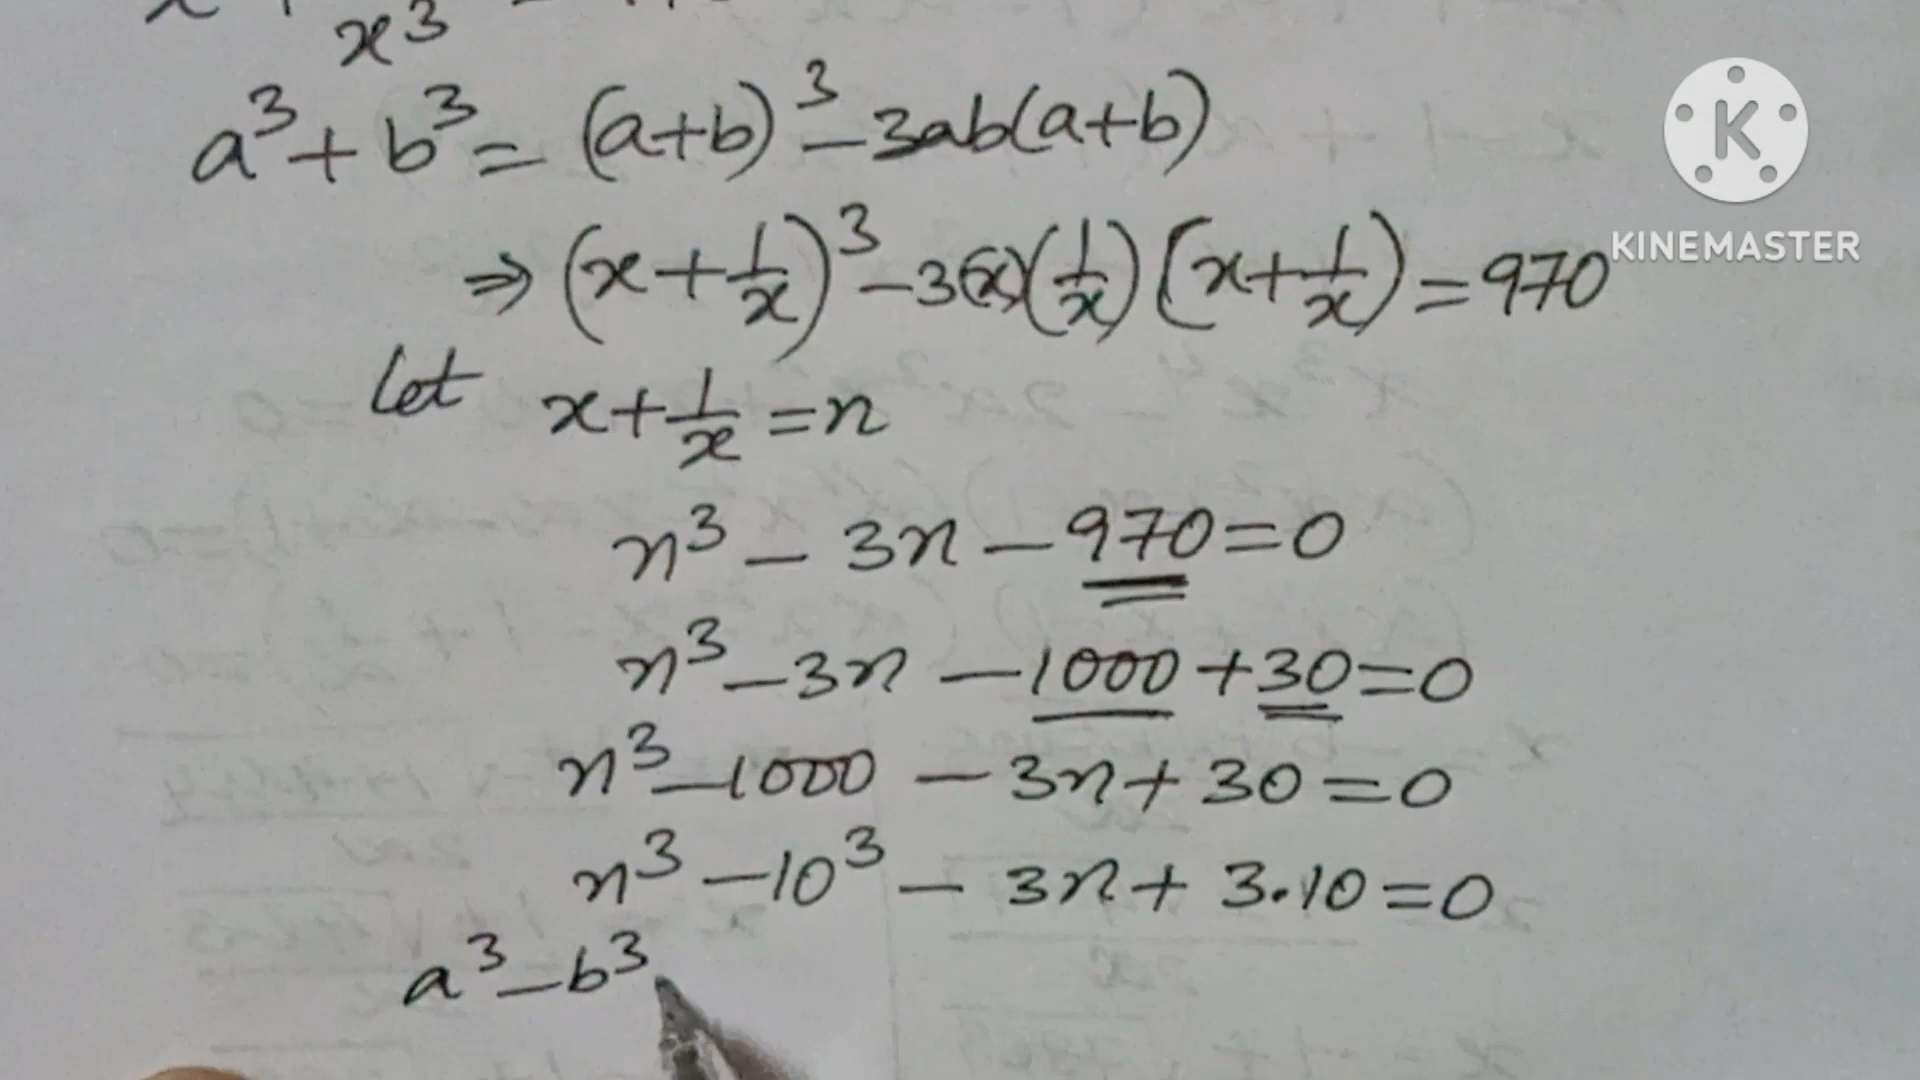 x³
a³ + b³ = (a+b)³ - 3ab(a+b)
⇒ (x + 1/x)³ - 3(x)(1/x)(x + 1/x) = 970
KINEMASTER
Let x + 1/x = n
n³ - 3n - 970 = 0
n³ - 3n - 1000 + 30 = 0
n³ - 1000 - 3n + 30 = 0
n³ - 10³ - 3n + 3.10 = 0
a³ - b³